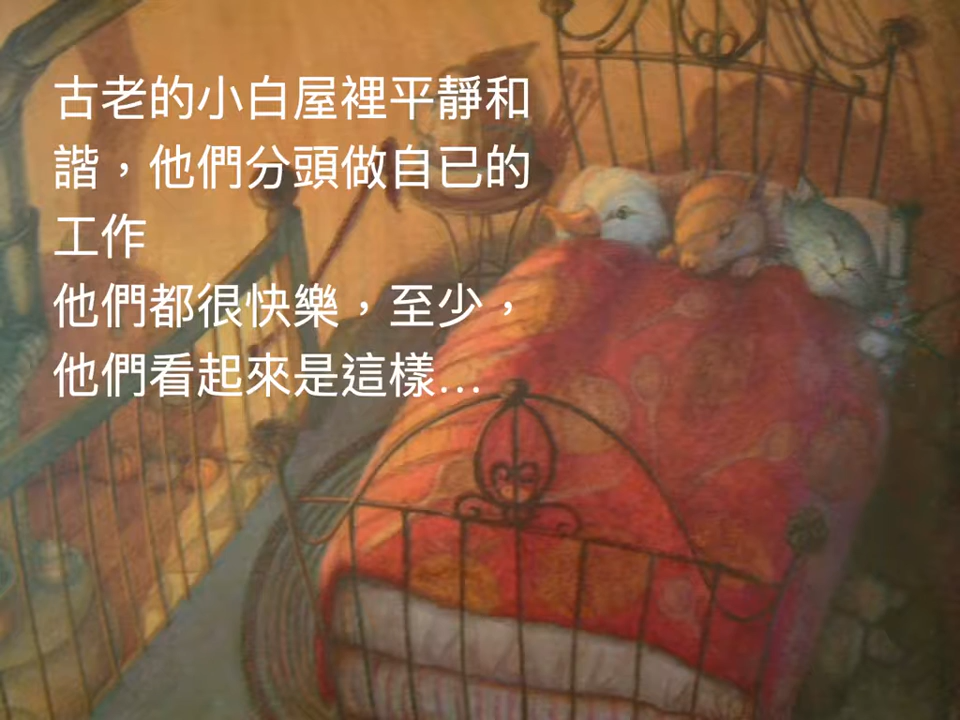 古老的小白屋裡平靜和
諧，他們分頭做自已的
工作
他們都很快樂，至少，
他們看起來是這樣…